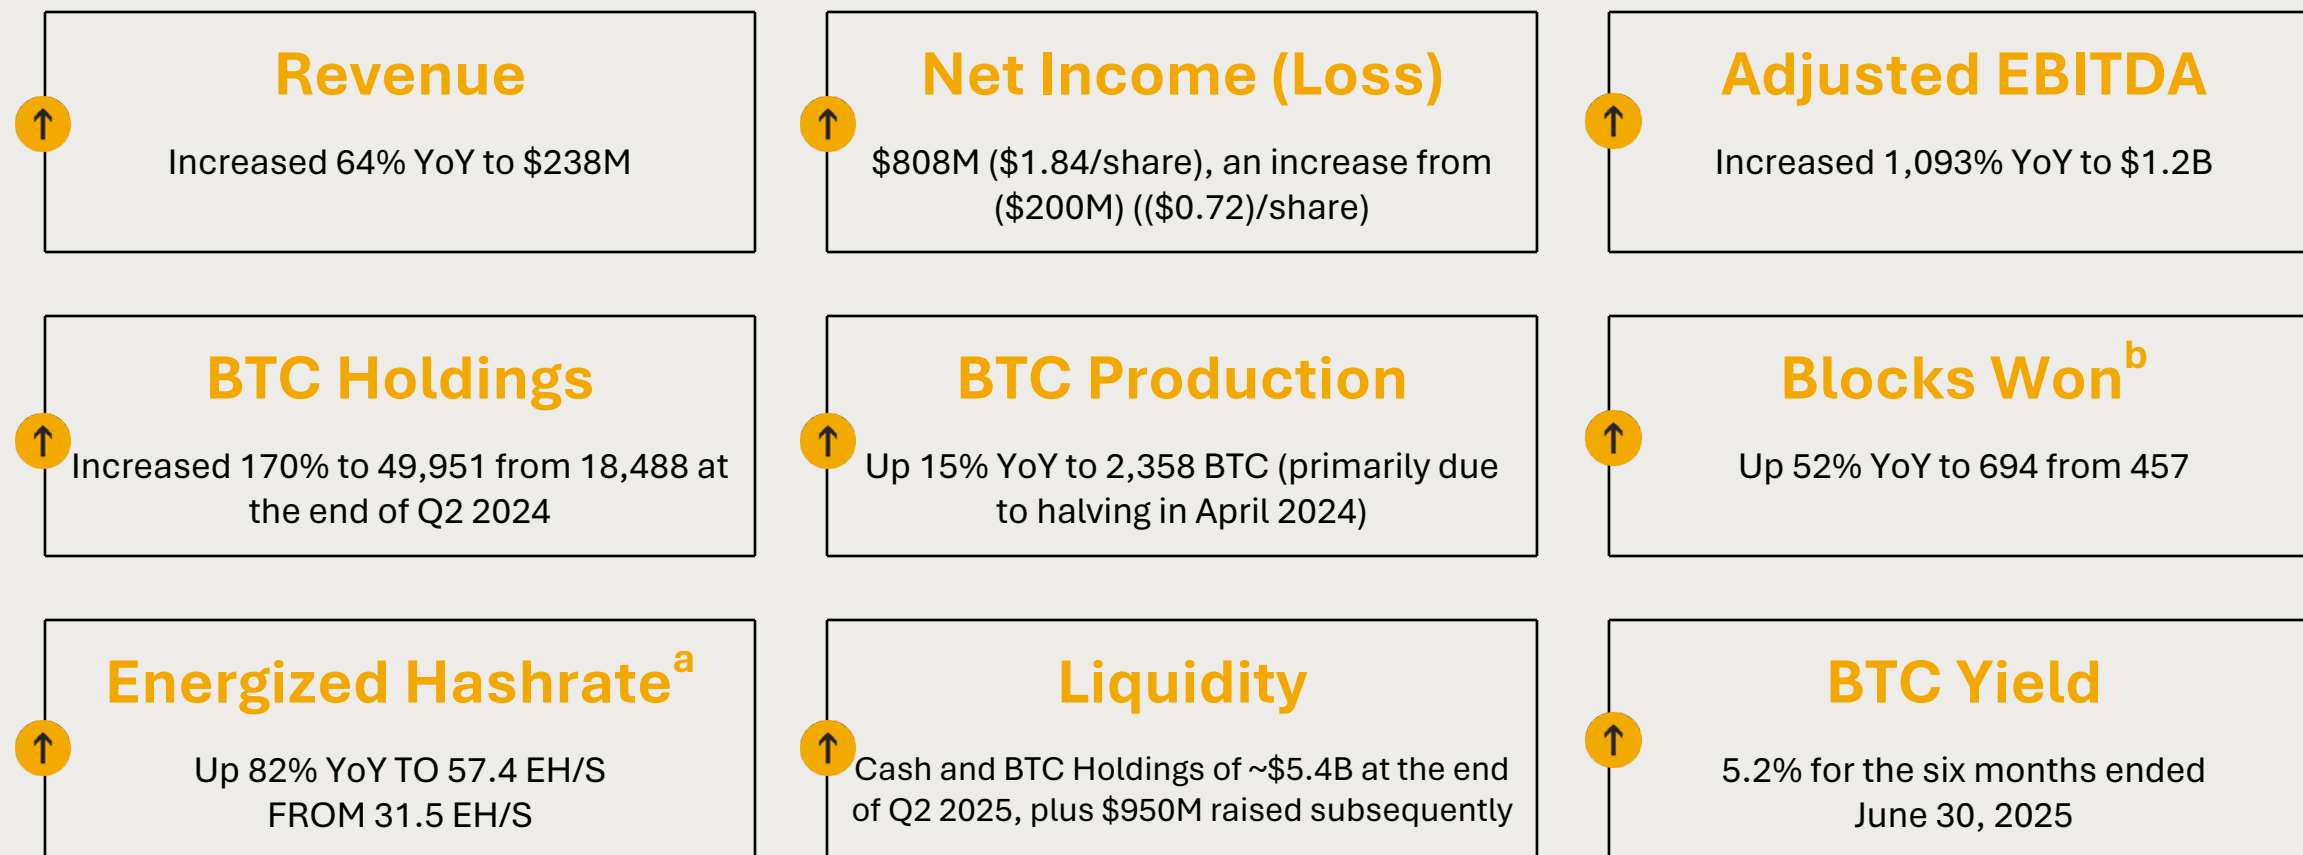 Revenue
Increased 64% YoY to $238M
Net Income (Loss)
$808M ($1.84/share), an increase from
($200M) (($0.72)/share)
Adjusted EBITDA
Increased 1,093% YoY to $1.2B
BTC Holdings
Increased 170% to 49,951 from 18,488 at
the end of Q2 2024
BTC Production
Up 15% YoY to 2,358 BTC (primarily due
to halving in April 2024)
Blocks Won^b
Up 52% YoY to 694 from 457
Energized Hashrate^a
Up 82% YoY TO 57.4 EH/S
FROM 31.5 EH/S
Liquidity
Cash and BTC Holdings of ~$5.4B at the end
of Q2 2025, plus $950M raised subsequently
BTC Yield
5.2% for the six months ended
June 30, 2025